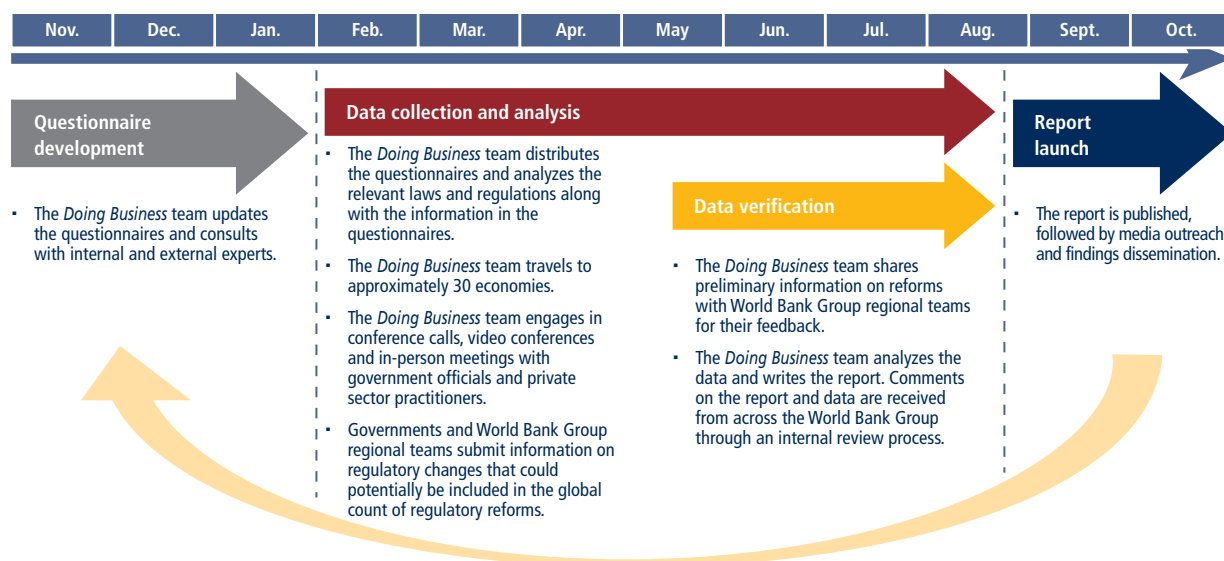 Nov. Dec. Jan. Feb. Mar. Apr. May Jun. Jul. Aug. Sept. Oct.
Questionnaire
development
▪ The Doing Business team updates
the questionnaires and consults
with internal and external experts.
Data collection and analysis
▪ The Doing Business team distributes
the questionnaires and analyzes the
relevant laws and regulations along
with the information in the
questionnaires.
▪ The Doing Business team travels to
approximately 30 economies.
▪ The Doing Business team engages in
conference calls, video conferences
and in-person meetings with
government officials and private
sector practitioners.
▪ Governments and World Bank Group
regional teams submit information on
regulatory changes that could
potentially be included in the global
count of regulatory reforms.
Data verification
▪ The Doing Business team shares
preliminary information on reforms
with World Bank Group regional teams
for their feedback.
▪ The Doing Business team analyzes the
data and writes the report. Comments
on the report and data are received
from across the World Bank Group
through an internal review process.
Report
launch
▪ The report is published,
followed by media outreach
and findings dissemination.